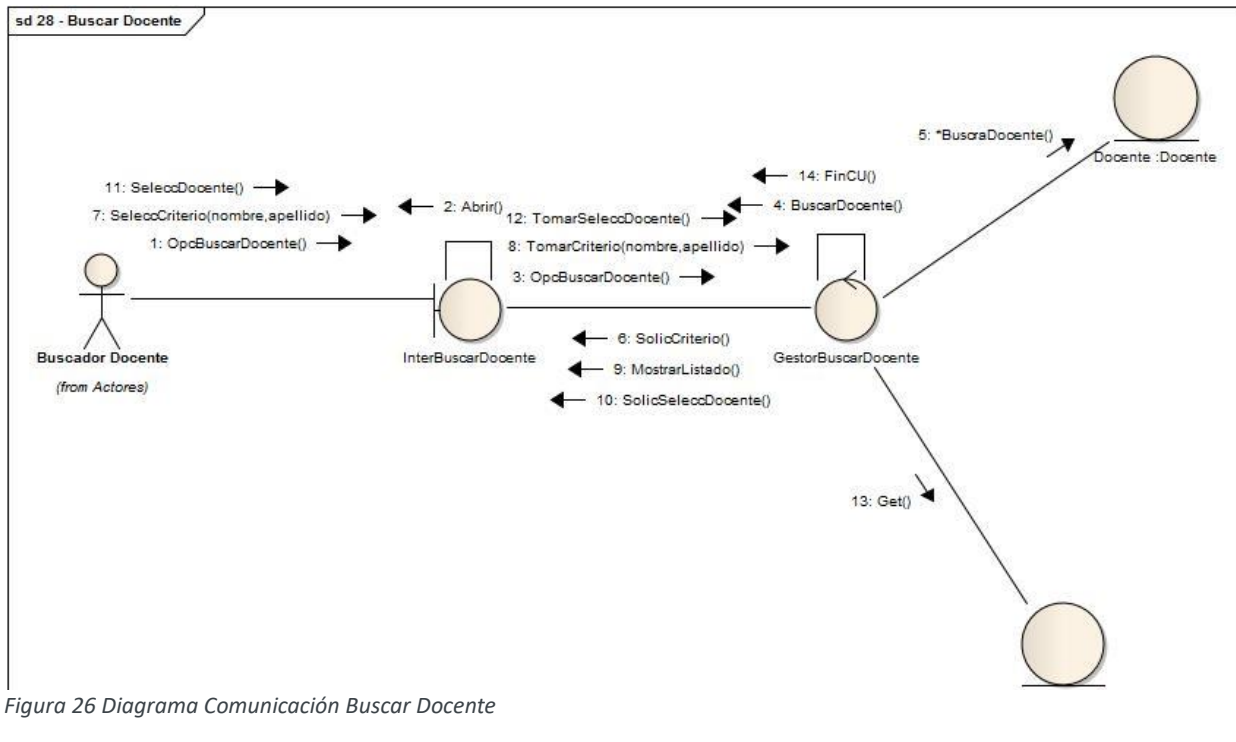 sd 28 - Buscar Docente
5: *BuscraDocente()
Docente :Docente
11: SeleccDocente()
14: FinCU()
7: SeleccCriterio(nombre,apellido)
2: Abrir()
4: BuscarDocente()
12: TomarSeleccDocente()
1: OpcBuscarDocente()
8: TomarCriterio(nombre,apellido)
3: OpcBuscarDocente()
6: SolicCriterio()
Buscador Docente
InterBuscarDocente
GestorBuscarDocente
9: MostrarListado()
(from Actores)
10: SolicSeleccDocente()
13: Get()
Figura 26 Diagrama Comunicación Buscar Docente